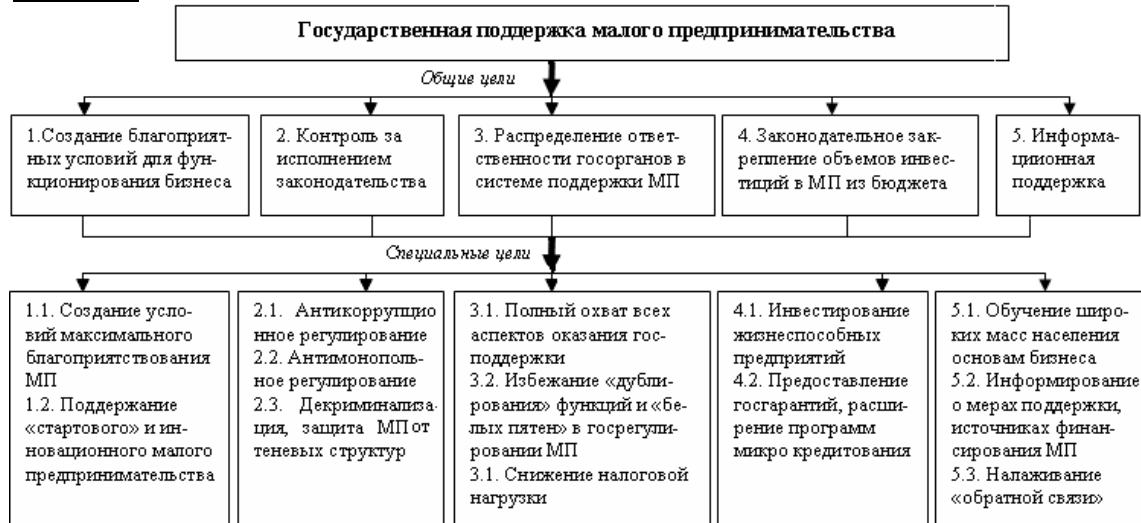 Государственная поддержка малого предпринимательства
Общие цели
1.Создание благоприят-
тных условий для фун-
кционирования бизнеса
2. Контроль за
исполнением
законодательства
3. Распределение ответ-
ственности госорганов в
системе поддержки МП
4. Законодательное зак-
репление объемов инвес-
тиций в МП из бюджета
5. Информа-
циионная
поддержка
Специальные цели
1.1. Создание усло-
вий максимального
благоприятствования
МП
1.2. Поддержание
«стартового» и ин-
новационного малого
предпринимательства
2.1. Антикоррупцио
нное регулирование
2.2. Антимонополь-
ное регулирование
2.3. Декриминализа-
ция, защита МП от
теневых структур
3.1. Полный охват всех
аспектов оказания гос-
поддержки
3.2. Избежание «дубли-
рования» функций и «бе-
лых пятен» в госрегули-
ровании МП
3.1. Снижение налоговой
нагрузки
4.1. Инвестирование
жизнеспособных
предприятий
4.2. Предоставление
госгарантий, расши-
рение программ
микро кредитования
5.1. Обучение широ-
ких масс населения
основам бизнеса
5.2. Информирование
о мерах поддержки,
источниках финан-
сирования МП
5.3. Налаживание
«обратной связи»